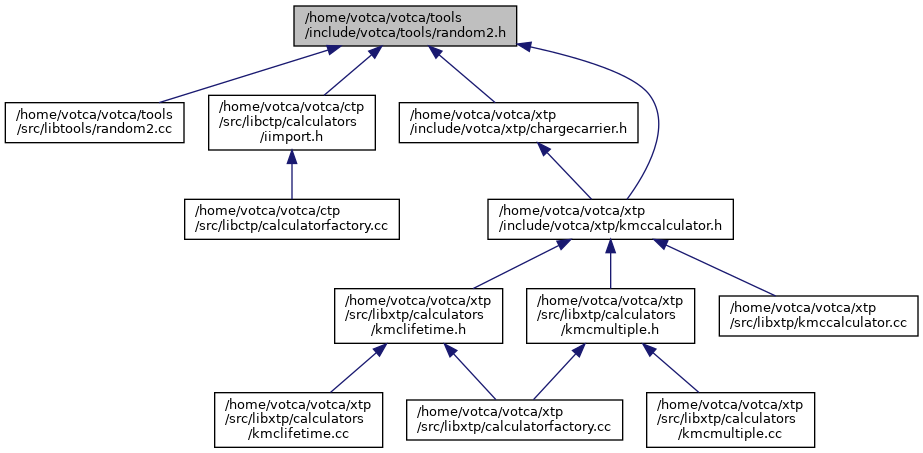 /home/votca/votca/tools
/include/votca/tools/random2.h
/home/votca/votca/tools
/src/libtools/random2.cc
/home/votca/votca/ctp
/src/libctp/calculators
/iimport.h
/home/votca/votca/xtp
/include/votca/xtp/chargecarrier.h
/home/votca/votca/ctp
/src/libctp/calculatorfactory.cc
/home/votca/votca/xtp
/include/votca/xtp/kmccalculator.h
/home/votca/votca/xtp
/src/libxtp/calculators
/kmclifetime.h
/home/votca/votca/xtp
/src/libxtp/calculators
/kmcmultiple.h
/home/votca/votca/xtp
/src/libxtp/kmccalculator.cc
/home/votca/votca/xtp
/src/libxtp/calculators
/kmclifetime.cc
/home/votca/votca/xtp
/src/libxtp/calculatorfactory.cc
/home/votca/votca/xtp
/src/libxtp/calculators
/kmcmultiple.cc